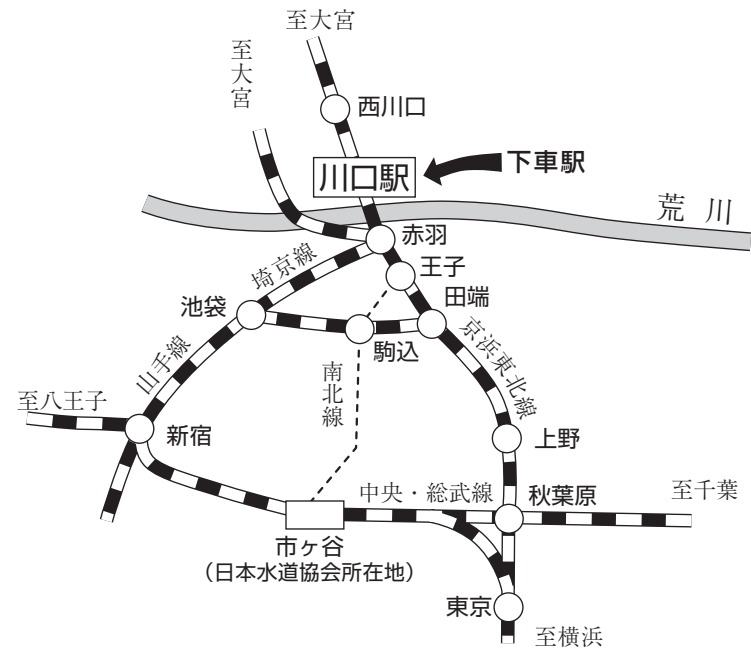 至大宮
至大宮
西川口
川口駅
下車駅
荒川
赤羽
埼京線
王子
田端
池袋
駒込
京浜東北線
山手線
南北線
至八王子
新宿
上野
中央・総武線
秋葉原
至千葉
市ヶ谷
（日本水道協会所在地）
東京
至横浜